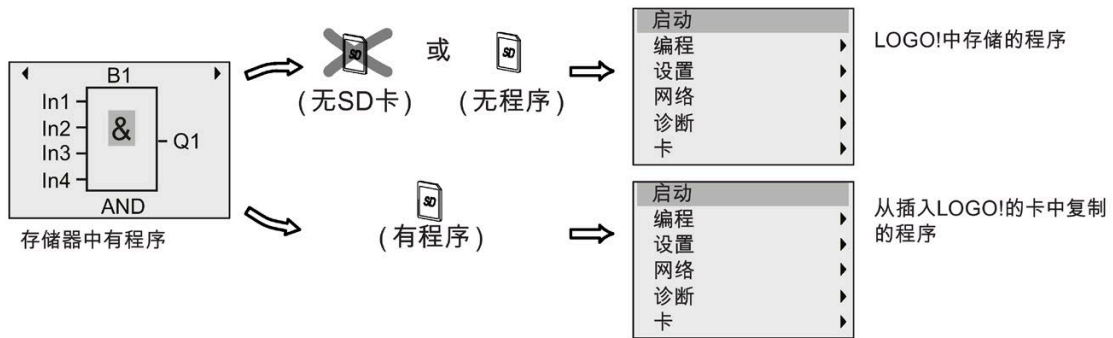 B1
In1
In2
In3
In4
&
Q1
AND
存储器中有程序
SD
(无SD卡)
或
SD
(无程序)
启动
编程
设置
网络
诊断
卡
LOGO!中存储的程序
SD
(有程序)
启动
编程
设置
网络
诊断
卡
从插入LOGO!的卡中复制
的程序